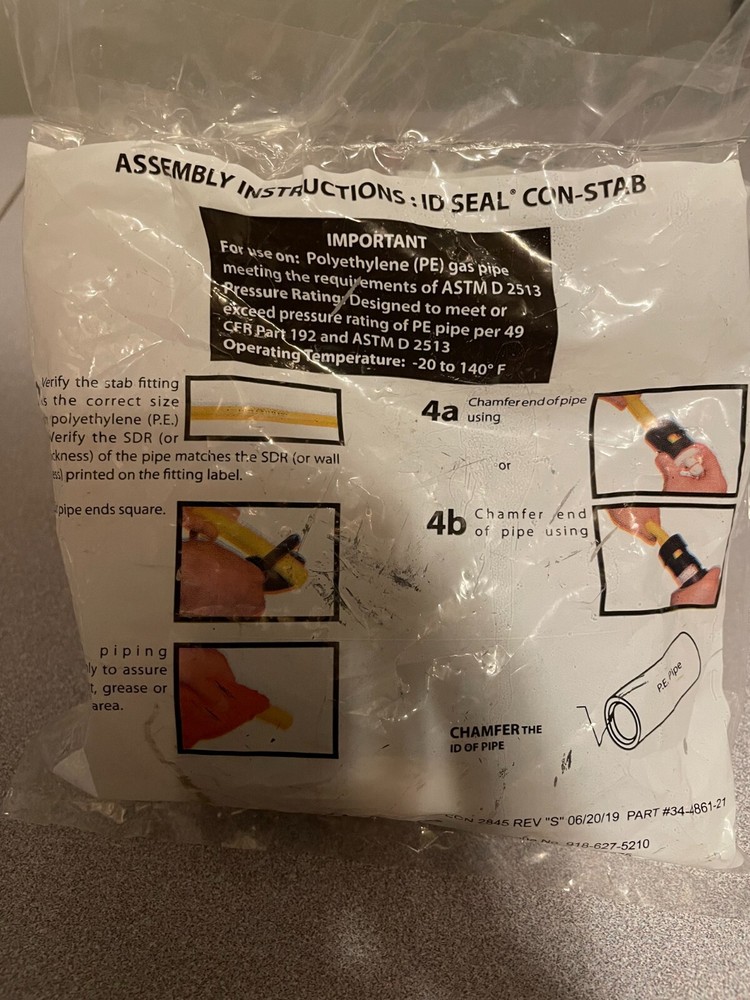 ASSEMBLY INSTRUCTIONS : ID SEAL® CON-STAB
IMPORTANT
For use on: Polyethylene (PE) gas pipe
meeting the requirements of ASTM D 2513
Pressure Rating: Designed to meet or
exceed pressure rating of PE pipe per 49
CFR Part 192 and ASTM D 2513
Operating Temperature: -20 to 140° F
Verify the stab fitting
is the correct size
polyethylene (P.E.)
Verify the SDR (or
of the pipe matches the SDR (or wall
printed on the fitting label.
pipe ends square.
piping
to assure
grease or
area.
4a Chamfer end of pipe
using
or
4b Chamfer end
of pipe using
P.E. Pipe
CHAMFER THE
ID OF PIPE
2845 REV "S" 06/20/19 PART #34-4861-21
No. 918-627-5210